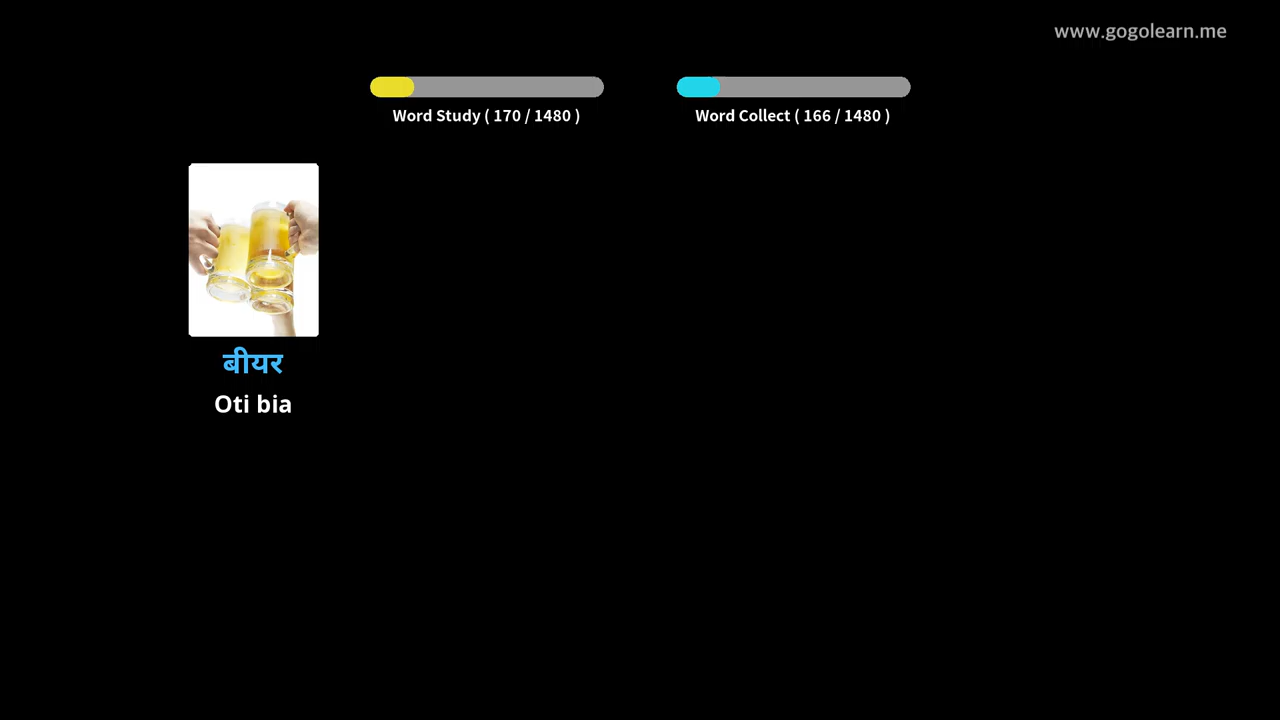 www.gogolearn.me
Word Study ( 170 / 1480 )
Word Collect ( 166 / 1480 )
बीयर
Oti bia